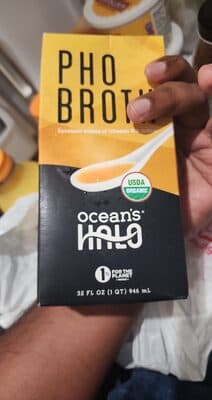 PHO
BROTH
USDA
ORGANIC
ocean's
HALO
1% FOR THE
PLANET
32 FL OZ (1 QT) 946 mL